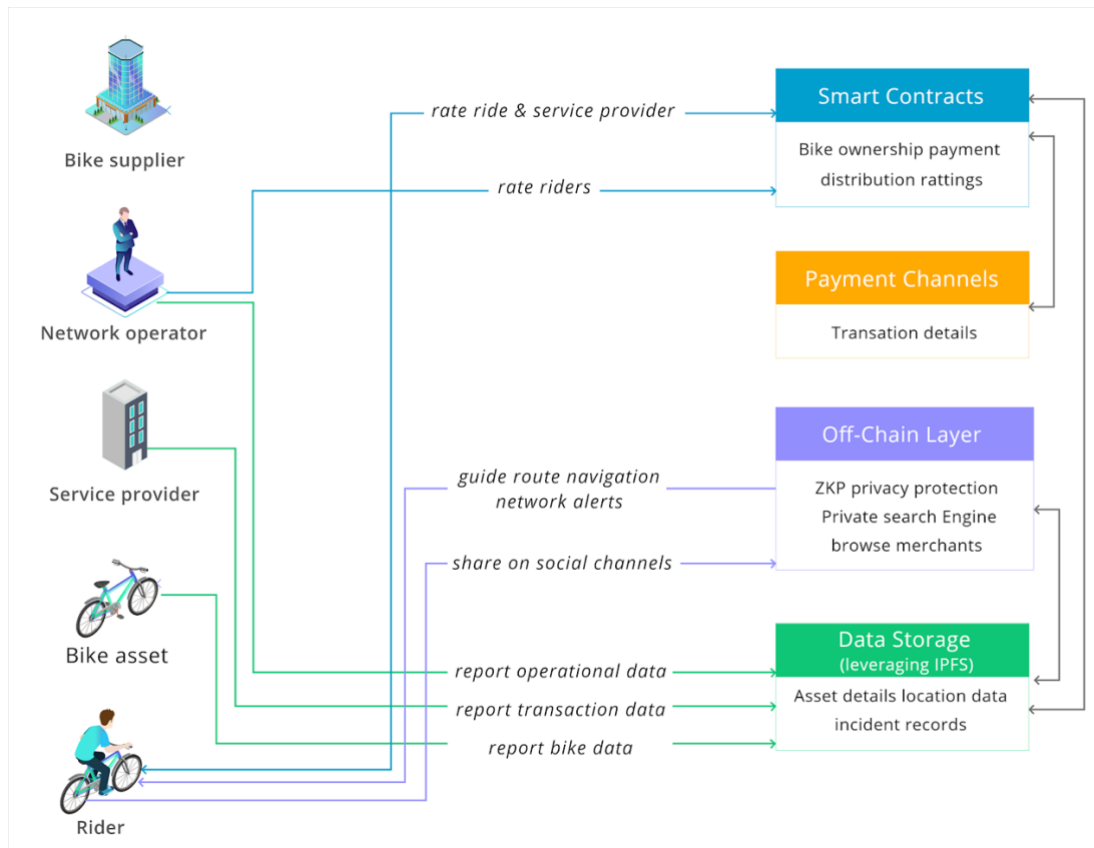 Bike supplier
Network operator
Service provider
Bike asset
Rider
rate ride & service provider
rate riders
guide route navigation
network alerts
share on social channels
report operational data
report transaction data
report bike data
Smart Contracts
Bike ownership payment
distribution rattings
Payment Channels
Transation details
Off-Chain Layer
ZKP privacy protection
Private search Engine
browse merchants
Data Storage
(leveraging IPFS)
Asset details location data
incident records